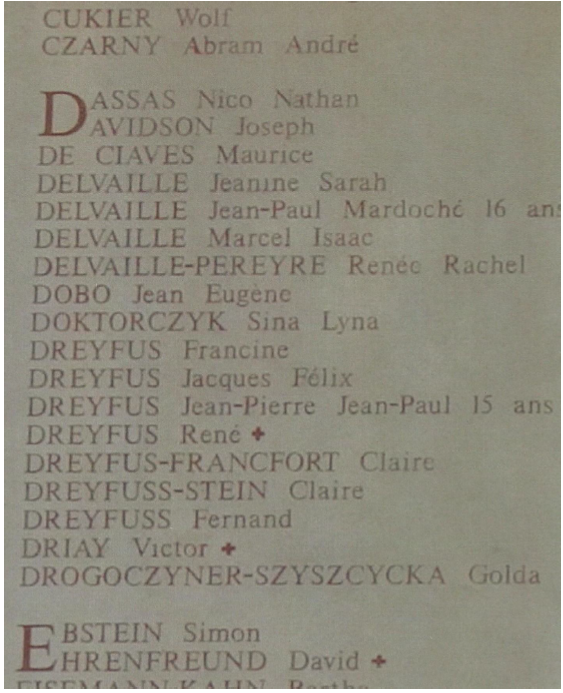 CUKIER Wolf
CZARNY Abram André
DASSAS Nico Nathan
DAVIDSON Joseph
DE CIAVES Maurice
DELVAILLE Jeanine Sarah
DELVAILLE Jean-Paul Mardoché 16 ans
DELVAILLE Marcel Isaac
DELVAILLE-PEREYRE Renée Rachel
DOBO Jean Eugène
DOKTORCZYK Sina Lyna
DREYFUS Francine
DREYFUS Jacques Félix
DREYFUS Jean-Pierre Jean-Paul 15 ans
DREYFUS René +
DREYFUS-FRANCFORT Claire
DREYFUSS-STEIN Claire
DREYFUSS Fernand
DRIAY Victor +
DROGOCZYNER-SZYSZCYCKA Golda
EBSTEIN Simon
EHRENFREUND David +
EISEMANN-KAHN Berthe